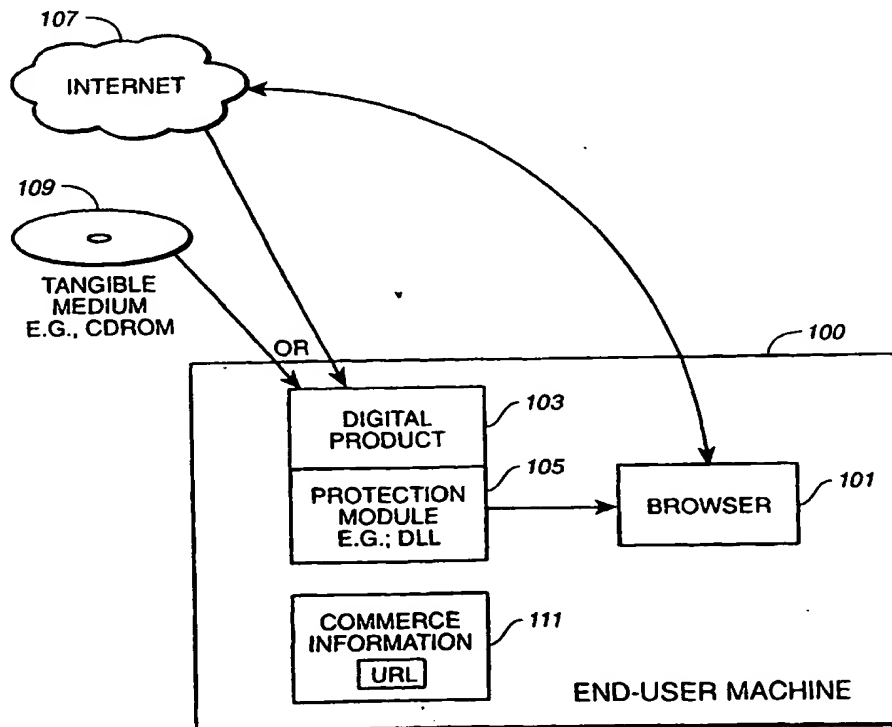 107
INTERNET
109
TANGIBLE
MEDIUM
E.G., CDROM
OR
100
DIGITAL
PRODUCT
103
PROTECTION
MODULE
E.G.; DLL
105
BROWSER
101
COMMERCE
INFORMATION
URL
111
END-USER MACHINE